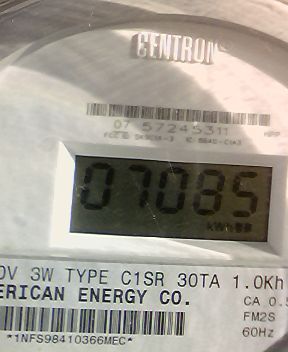 CENTRON®
07 57245311
07085
kWh
0V 3W TYPE C1SR 30TA 1.0Kh
ERICAN ENERGY CO.
CA 0.5
FM2S
60Hz
*1NFS98410366MEC*